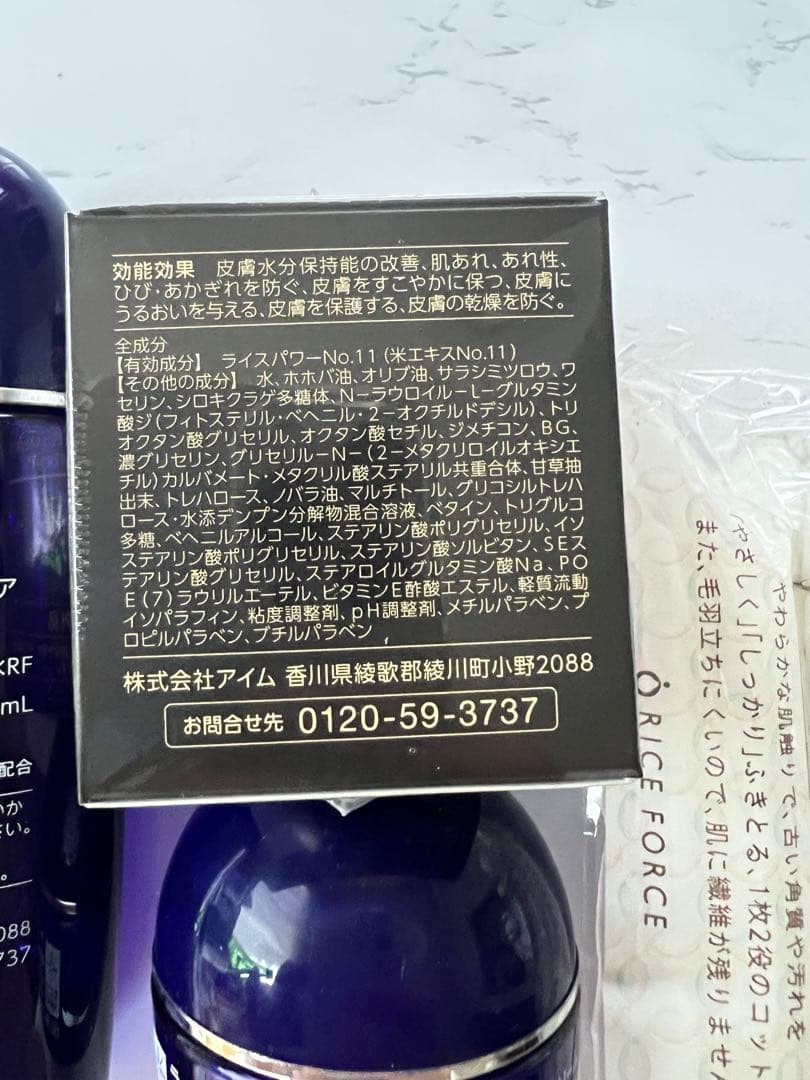 効能効果　皮膚水分保持能の改善、肌あれ、あれ性、
ひび・あかぎれを防ぐ、皮膚をすこやかに保つ、皮膚に
うるおいを与える、皮膚を保護する、皮膚の乾燥を防ぐ。
全成分
【有効成分】　ライスパワーNo.11（米エキスNo.11）
【その他の成分】　水、ホホバ油、オリブ油、サラシミツロウ、ワ
セリン、シロキクラゲ多糖体、N－ラウロイル－L－グルタミン
酸ジ（フィトステリル・ベヘニル・2－オクチルドデシル）、トリ
オクタン酸グリセリル、オクタン酸セチル、ジメチコン、BG、
濃グリセリン、グリセリル－N－（2－メタクリロイルオキシエ
チル）カルバメート・メタクリル酸ステアリル共重合体、甘草抽
出末、トレハロース、ノバラ油、マルチトール、グリコシルトレハ
ロース・水添デンプン分解物混合溶液、ベタイン、トリグルコ
多糖、ベヘニルアルコール、ステアリン酸ポリグリセリル、イソ
ステアリン酸ポリグリセリル、ステアリン酸ソルビタン、SEス
テアリン酸グリセリル、ステアロイルグルタミン酸Na、PO
E（7）ラウリルエーテル、ビタミンE酢酸エステル、軽質流動
イソパラフィン、粘度調整剤、pH調整剤、メチルパラベン、プ
ロピルパラベン、ブチルパラベン
株式会社アイム 香川県綾歌郡綾川町小野2088
お問合せ先 0120-59-3737
ア
RF
mL
配合
か
さい。
。
088
737
やわらかな肌触りで、古い角質や汚れを
「やさしく」「しっかり」ふきとる、1枚2役のコット
また、毛羽立ちにくいので、肌に繊維が残りません
RICE FORCE